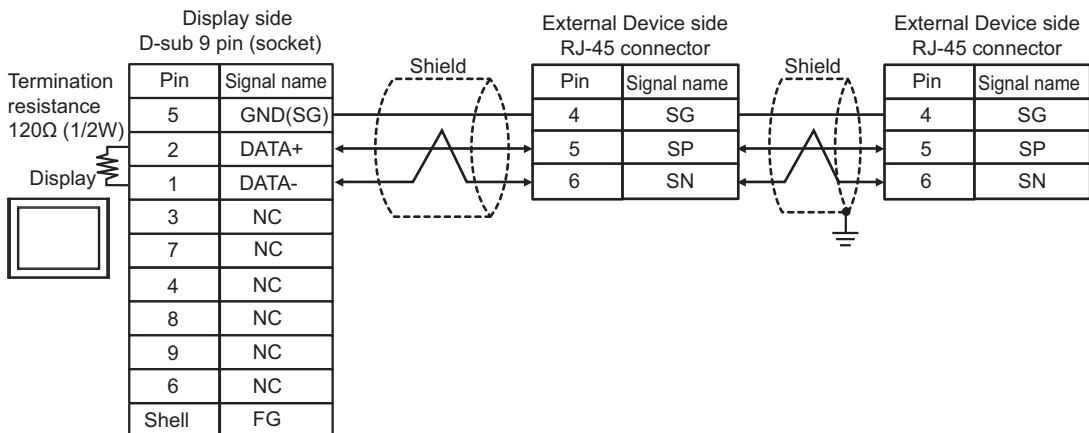 Display side
D-sub 9 pin (socket)
External Device side
RJ-45 connector
External Device side
RJ-45 connector
Termination
resistance
120Ω (1/2W)
Display
Pin Signal name
5 GND(SG)
2 DATA+
1 DATA-
3 NC
7 NC
4 NC
8 NC
9 NC
6 NC
Shell FG
Shield
Pin Signal name
4 SG
5 SP
6 SN
Shield
Pin Signal name
4 SG
5 SP
6 SN